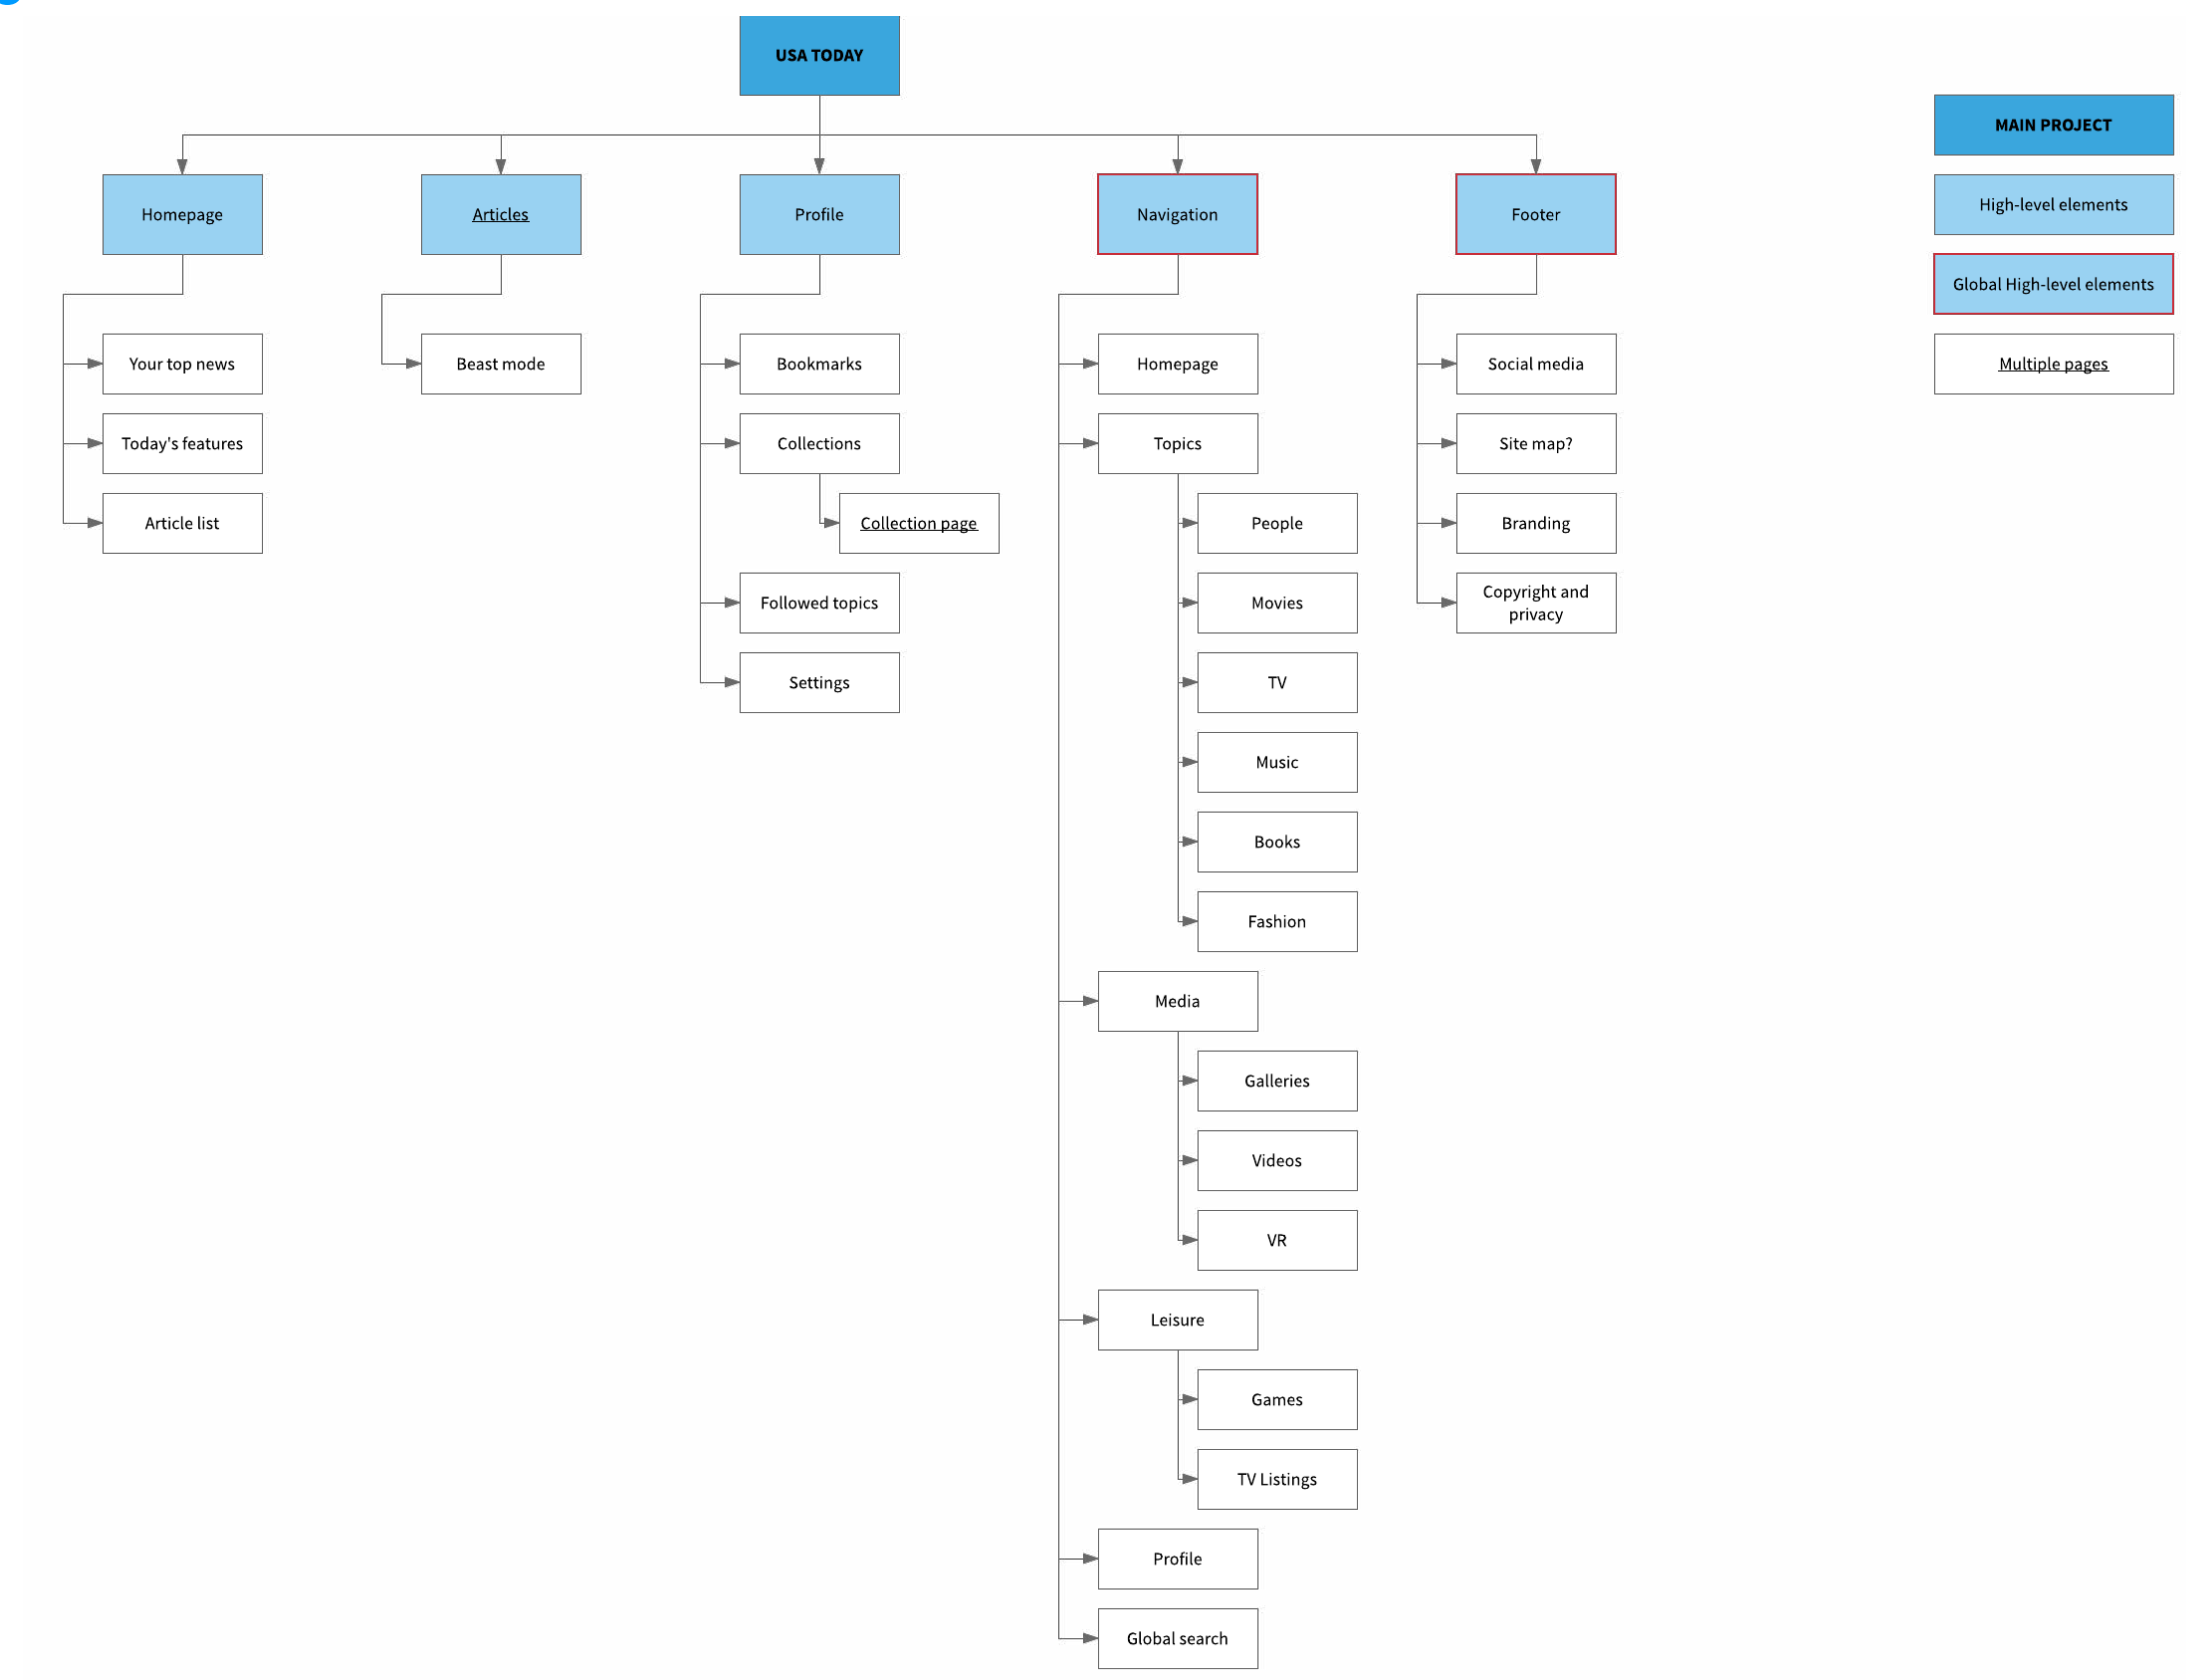 USA TODAY
MAIN PROJECT
High-level elements
Global High-level elements
Multiple pages
Homepage
Your top news
Today's features
Article list
Articles
Beast mode
Profile
Bookmarks
Collections
Collection page
Followed topics
Settings
Navigation
Homepage
Topics
People
Movies
TV
Music
Books
Fashion
Media
Galleries
Videos
VR
Leisure
Games
TV Listings
Profile
Global search
Footer
Social media
Site map?
Branding
Copyright and
privacy